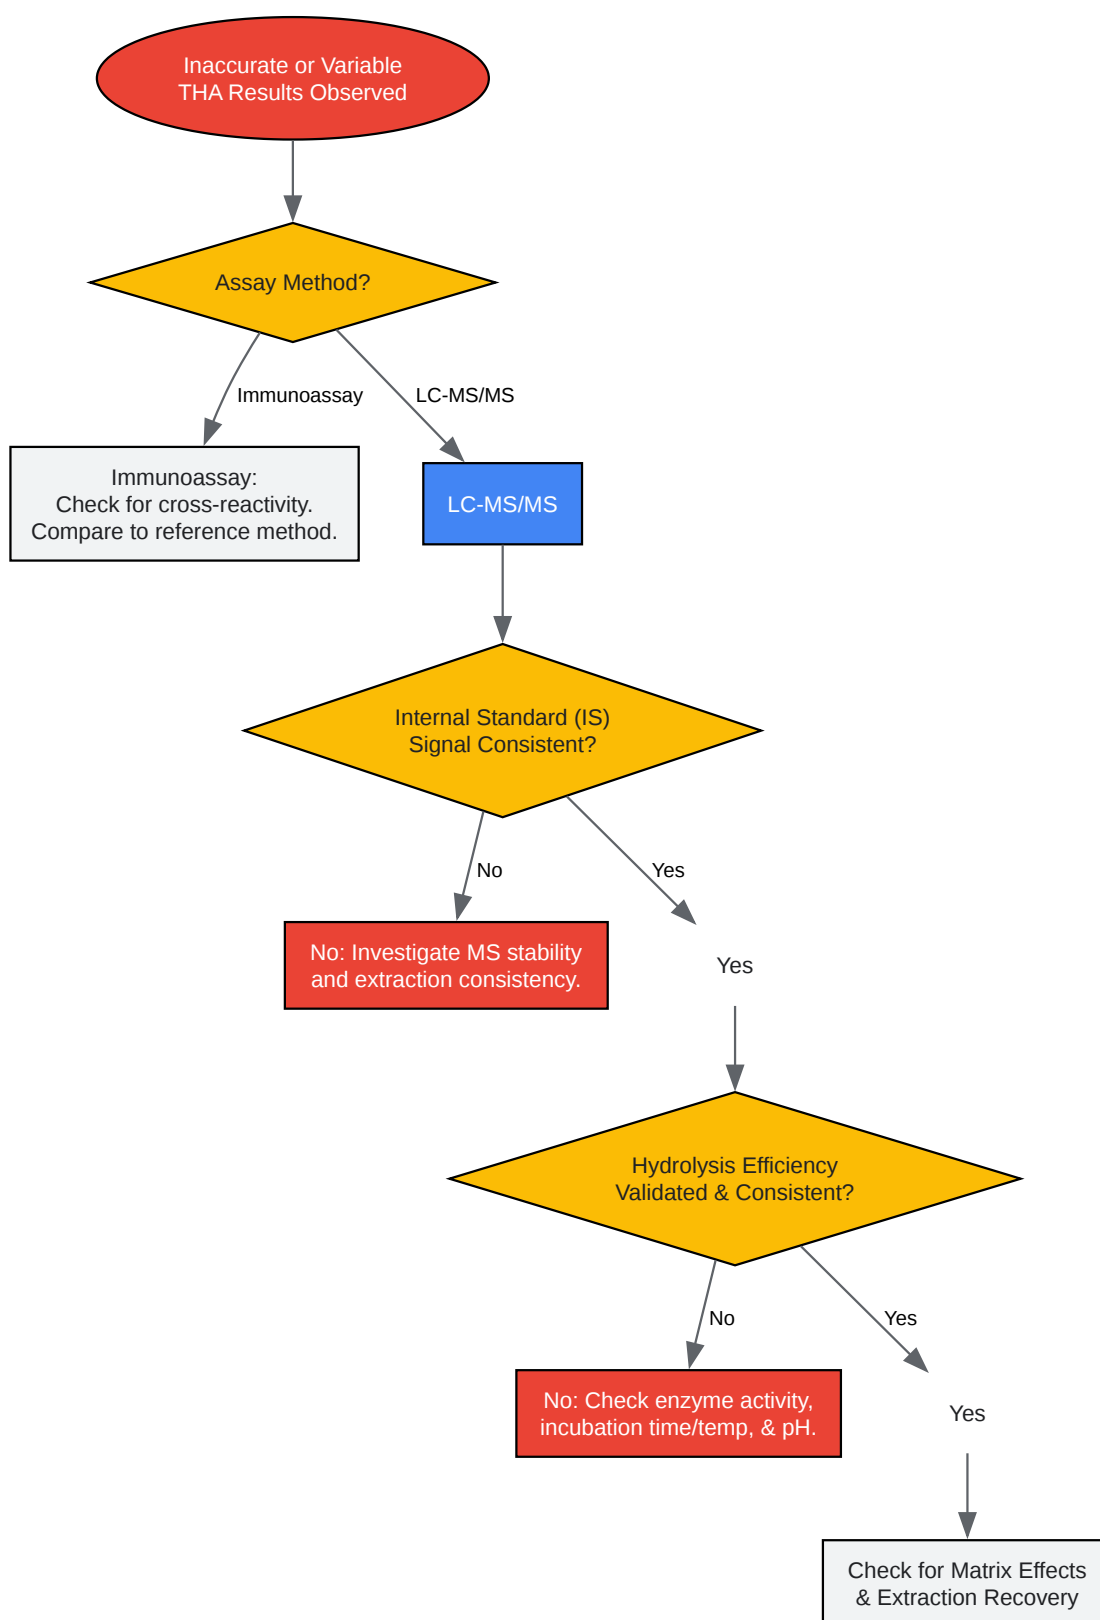 Inaccurate or Variable
THA Results Observed
Assay Method?
Immunoassay
LC-MS/MS
Immunoassay:
Check for cross-reactivity.
Compare to reference method.
LC-MS/MS
Internal Standard (IS)
Signal Consistent?
No
Yes
No: Investigate MS stability
and extraction consistency.
Yes
Hydrolysis Efficiency
Validated & Consistent?
No
Yes
No: Check enzyme activity,
incubation time/temp, & pH.
Yes
Check for Matrix Effects
& Extraction Recovery